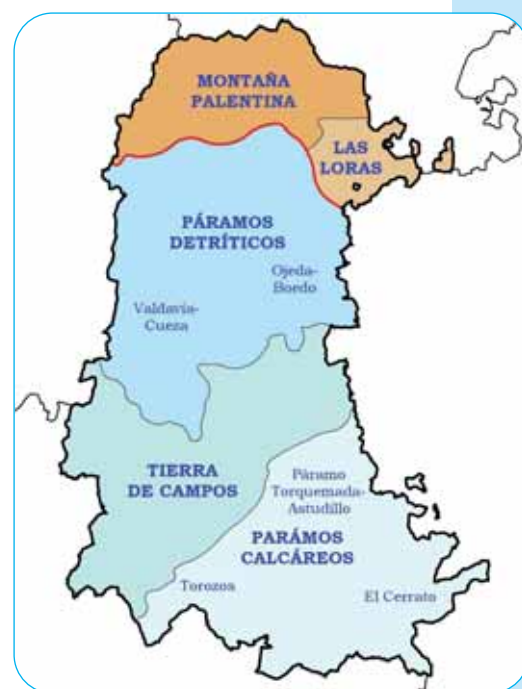 MONTAÑA
PALENTINA
LAS
LORAS
PÁRAMOS
DETRÍTICOS
Ojeda-
Boedo
Valdavia-
Cueza
TIERRA
DE CAMPOS
Páramo
Torquemada-
Astudillo
PARÁMOS
CALCÁREOS
Torozos
El Cerrato